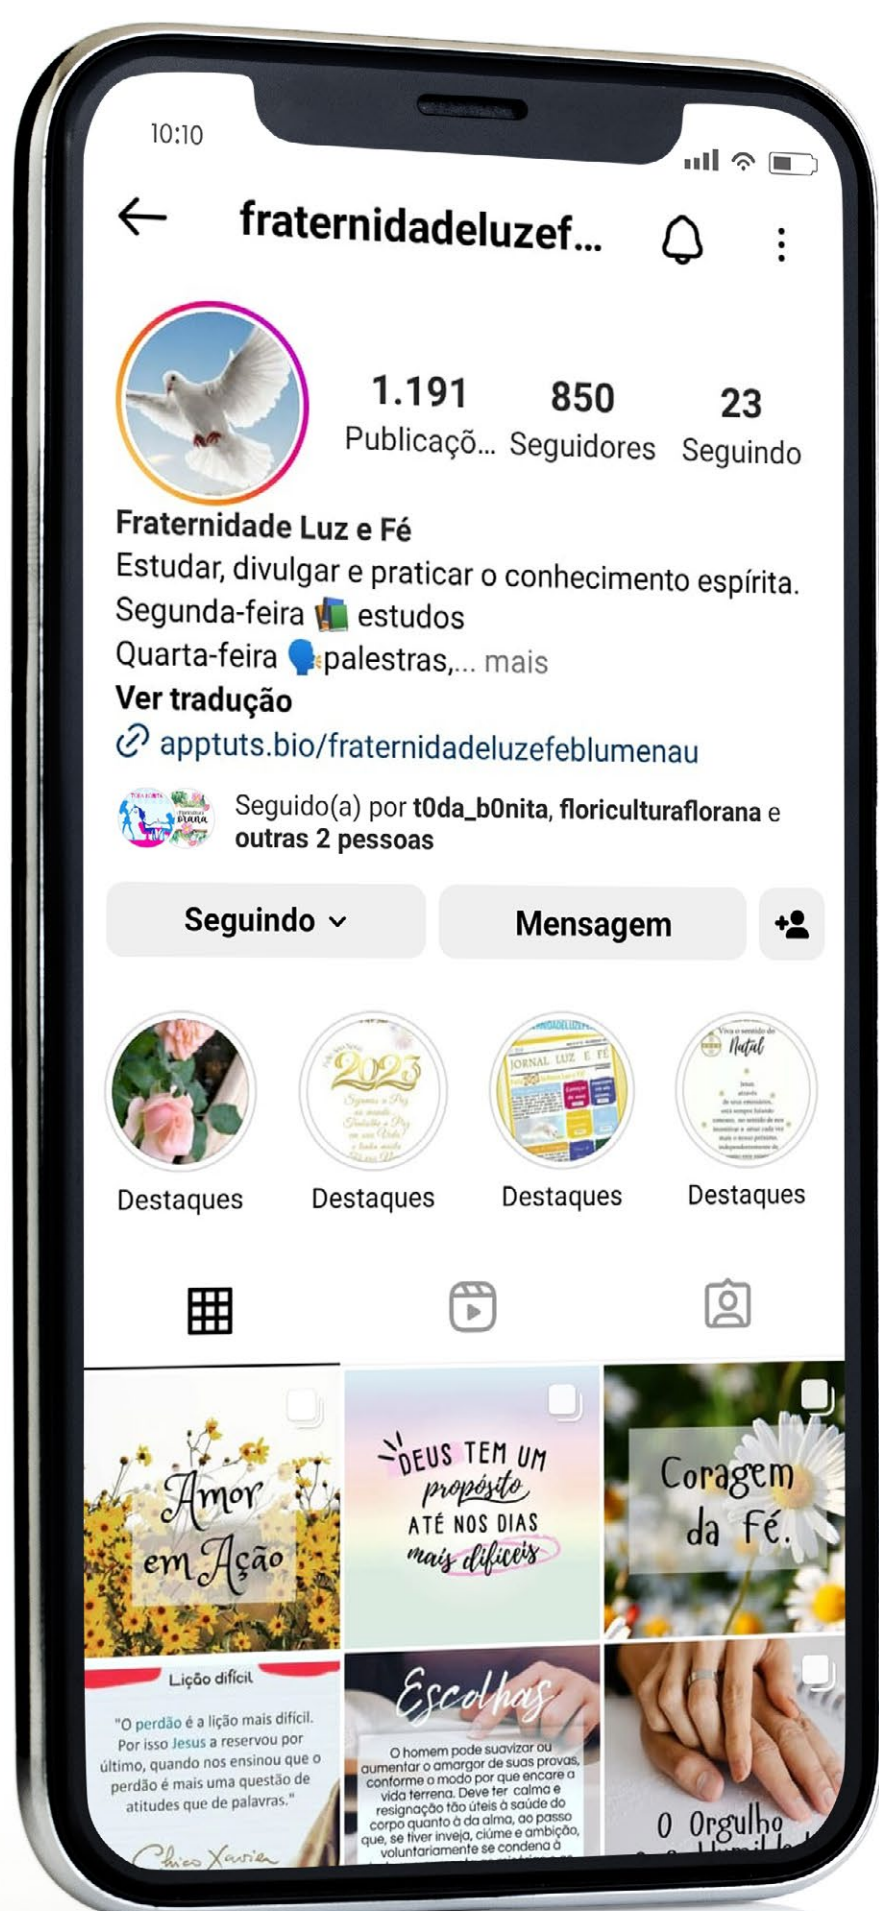 10:10
fraternidadeluzef...
1.191
850
23
Publicaçõ...
Seguidores
Seguindo
Fraternidade Luz e Fé
Estudar, divulgar e praticar o conhecimento espírita.
Segunda-feira estudos
Quarta-feira palestras,... mais
Ver tradução
apptuts.bio/fraternidadeluzefeblumenau
Seguido(a) por t0da_b0nita, floriculturaflorana e
outras 2 pessoas
Seguindo
Mensagem
2023
JORNAL LUZ E FÉ
Viva o sentido do
Natal
Destaques
Destaques
Destaques
Destaques
Amor
em Ação
DEUS TEM UM
propósito
ATÉ NOS DIAS
mais difíceis
Coragem
da Fé.
Lição difícil
"O perdão é a lição mais difícil.
Por isso Jesus a reservou por
último, quando nos ensinou que o
perdão é mais uma questão de
atitudes que de palavras."
Chico Xavier
Escolhas
O homem pode suavizar ou
aumentar o amargor de suas provas,
conforme o modo por que encare a
vida terrena. Deve ter calma e
resignação tão úteis à saúde do
corpo quanto à da alma, ao passo
que, se tiver inveja, ciúme e ambição,
voluntariamente se condena à
O Orgulho